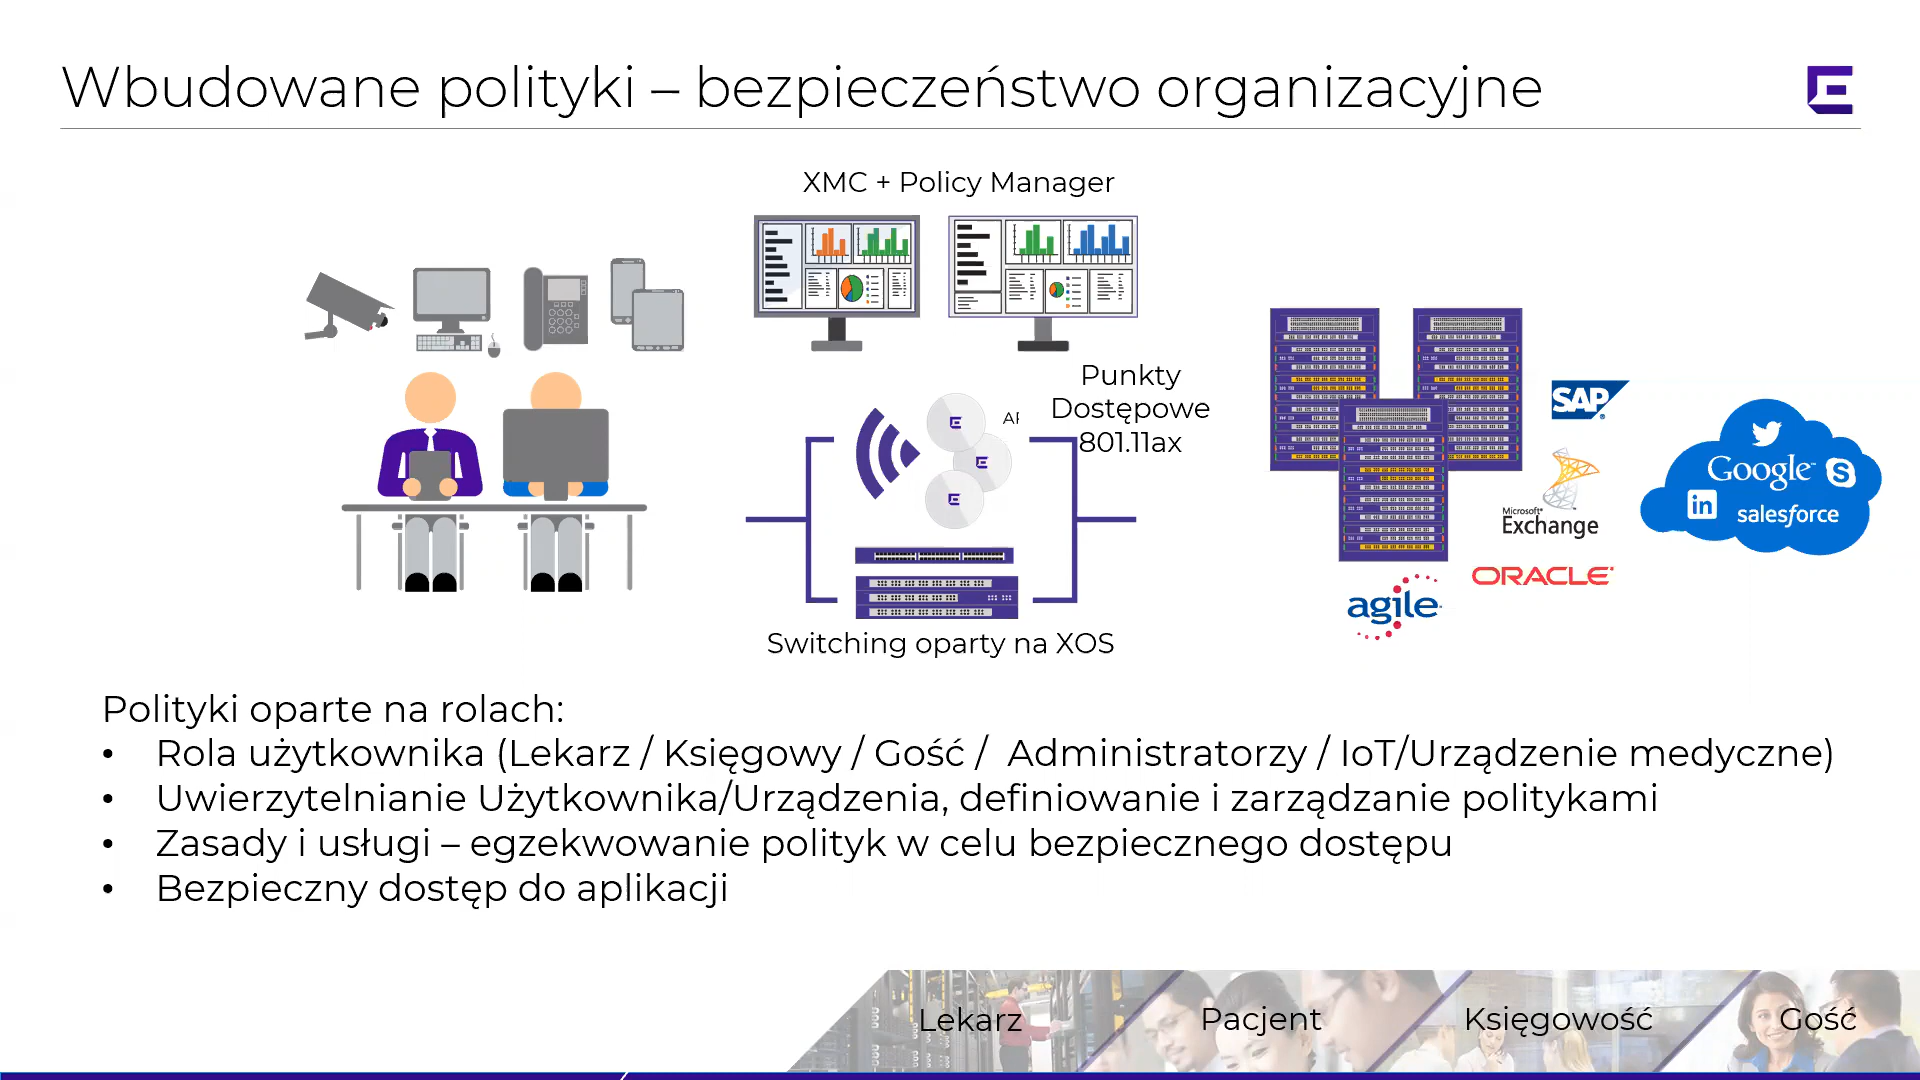 Wbudowane polityki – bezpieczeństwo organizacyjne
XMC + Policy Manager
Punkty
Dostępowe
801.11ax
SAP
Microsoft
Exchange
Google
in
S
salesforce
ORACLE
agile
Switching oparty na XOS
Polityki oparte na rolach:
• Rola użytkownika (Lekarz / Księgowy / Gość / Administratorzy / IoT/Urządzenie medyczne)
• Uwierzytelnianie Użytkownika/Urządzenia, definiowanie i zarządzanie politykami
• Zasady i usługi – egzekwowanie polityk w celu bezpiecznego dostępu
• Bezpieczny dostęp do aplikacji
Lekarz
Pacjent
Księgowość
Gość